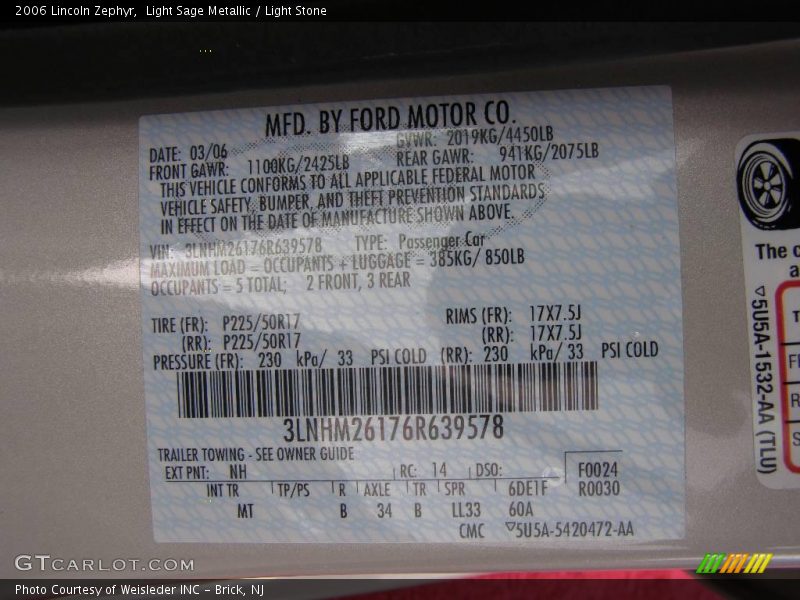 2006 Lincoln Zephyr,  Light Sage Metallic / Light Stone
MFD. BY FORD MOTOR CO.
DATE: 03/06 GVWR: 2019KG/4450LB
FRONT GAWR: 1100KG/2425LB REAR GAWR: 941KG/2075LB
THIS VEHICLE CONFORMS TO ALL APPLICABLE FEDERAL MOTOR
VEHICLE SAFETY, BUMPER, AND THEFT PREVENTION STANDARDS
IN EFFECT ON THE DATE OF MANUFACTURE SHOWN ABOVE.
VIN: 3LNHM26176R639578 TYPE: Passenger Car
MAXIMUM LOAD = OCCUPANTS + LUGGAGE = 385KG/ 850LB
OCCUPANTS = 5 TOTAL; 2 FRONT, 3 REAR
TIRE (FR): P225/50R17 RIMS (FR): 17X7.5J
(RR): P225/50R17 (RR): 17X7.5J
PRESSURE (FR): 230 kPa/ 33 PSI COLD (RR): 230 kPa/ 33 PSI COLD
3LNHM26176R639578
TRAILER TOWING - SEE OWNER GUIDE
EXT PNT: NH RC: 14 DSO: F0024
INT TR TP/PS R AXLE TR SPR 6DE1F R0030
MT B 34 B LL33 60A
CMC 5U5A-5420472-AA
The c
a
5U5A-1532-AA (TLU)
T
F
R
S
GTCARLOT.COM
Photo Courtesy of Weisleder INC – Brick, NJ